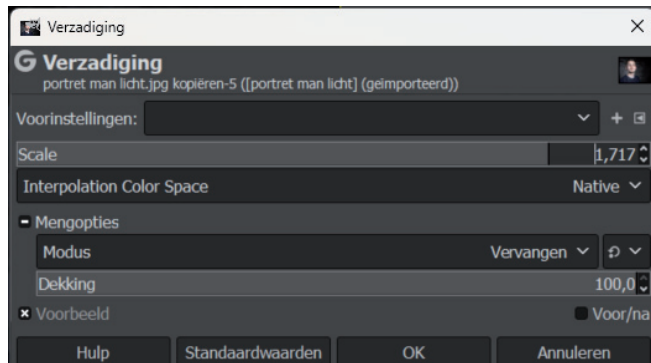 Verzadiging
Verzadiging
portret man licht.jpg kopiëren-5 ([portret man licht] (geïmporteerd))
Voorinstellingen:
Scale 1,717
Interpolation Color Space Native
Mengopties
Modus Vervangen
Dekking 100,0
Voorbeeld Voor/na
Hulp Standaardwaarden OK Annuleren